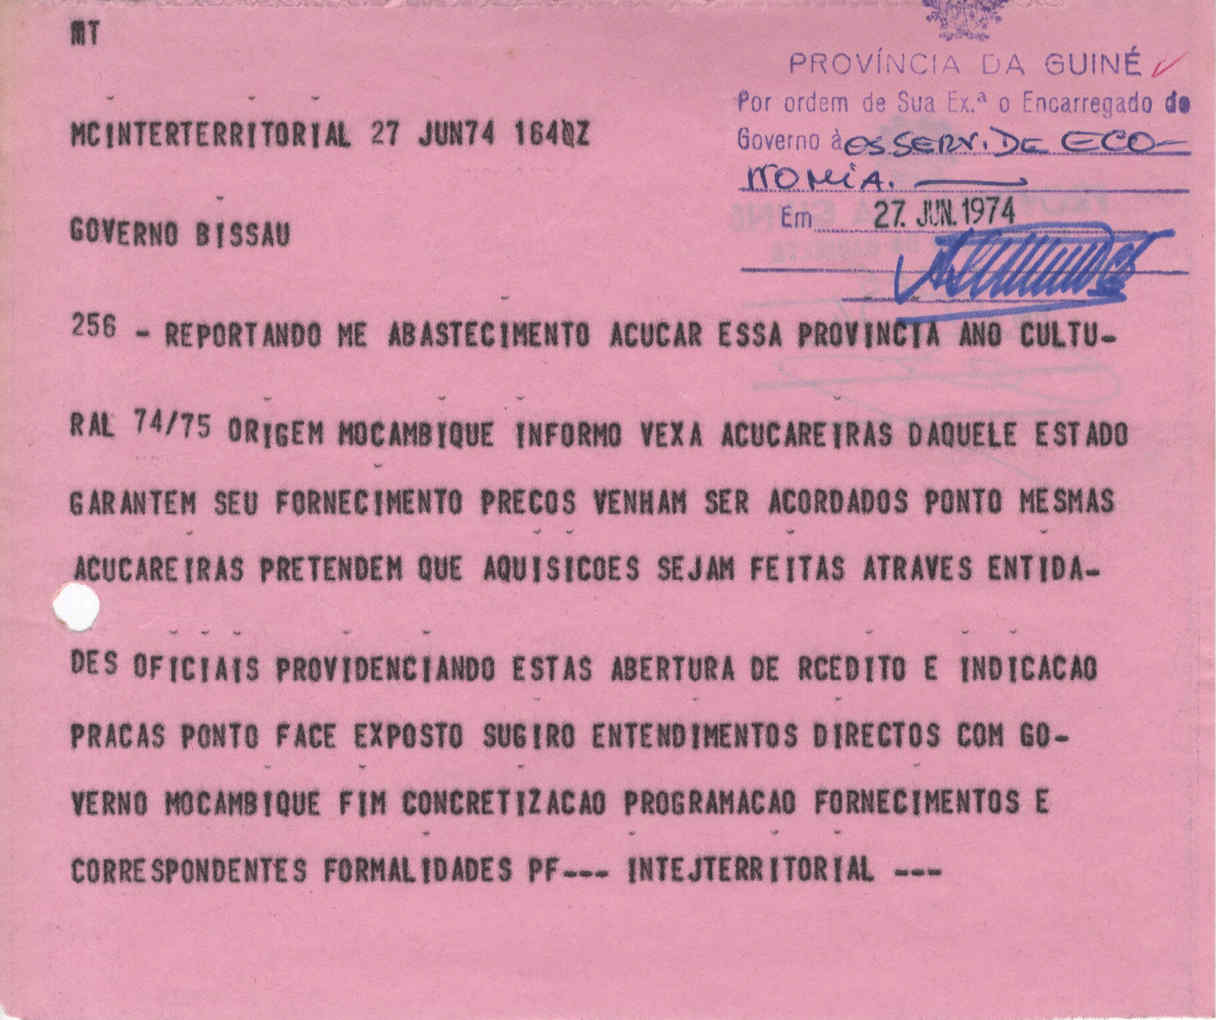 MT
PROVÍNCIA DA GUINÉ
Por ordem de Sua Ex.ª o Encarregado do
Governo à os SERV. DE ECO-
NOMIA.
Em 27. JUN. 1974
MCINTERTERRITORIAL 27 JUN74 1640Z
GOVERNO BISSAU
256 - REPORTANDO ME ABASTECIMENTO ACUCAR ESSA PROVINCIA ANO CULTU-
RAL 74/75 ORIGEM MOCAMBIQUE INFORMO VEXA ACUCAREIRAS DAQUELE ESTADO
GARANTEM SEU FORNECIMENTO PRECOS VENHAM SER ACORDADOS PONTO MESMAS
ACUCAREIRAS PRETENDEM QUE AQUISICOES SEJAM FEITAS ATRAVES ENTIDA-
DES OFICIAIS PROVIDENCIANDO ESTAS ABERTURA DE RCEDITO E INDICACAO
PRACAS PONTO FACE EXPOSTO SUGIRO ENTENDIMENTOS DIRECTOS COM GO-
VERNO MOCAMBIQUE FIM CONCRETIZACAO PROGRAMACAO FORNECIMENTOS E
CORRESPONDENTES FORMALIDADES PF--- INTEJTERRITORIAL ---